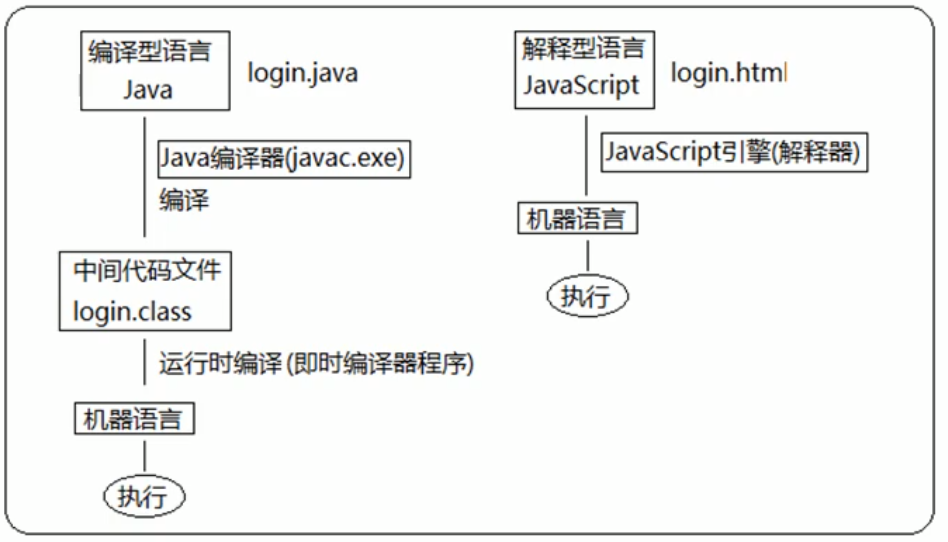 编译型语言
Java
login.java
Java编译器(javac.exe)
编译
中间代码文件
login.class
运行时编译(即时编译器程序)
机器语言
执行
解释型语言
JavaScript
login.html
JavaScript引擎(解释器)
机器语言
执行